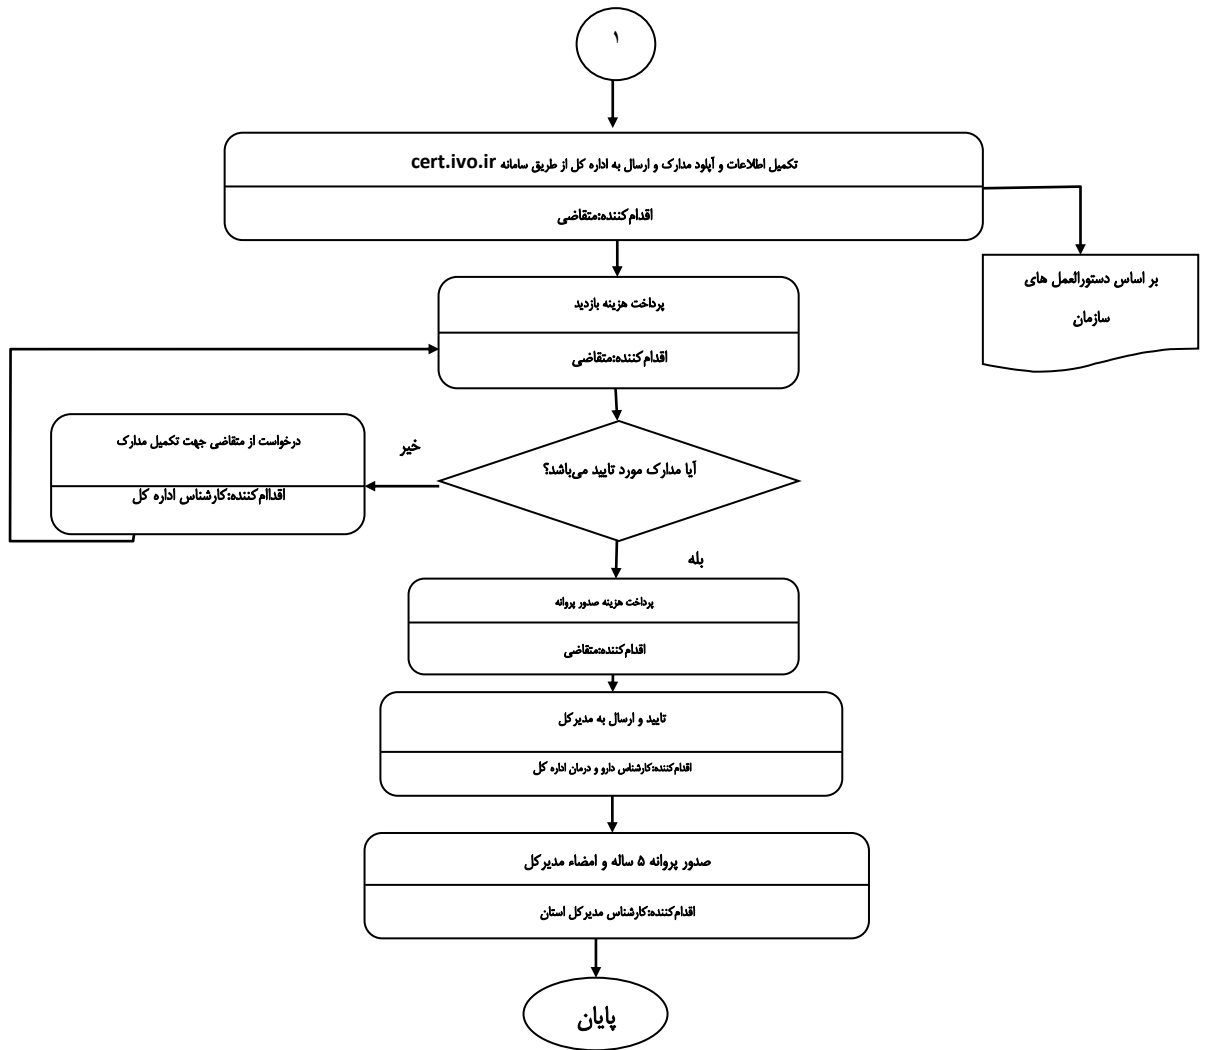 ۱
تکمیل اطلاعات و آپلود مدارک و ارسال به اداره کل از طریق سامانه cert.ivo.ir
اقدام‌کننده:متقاضی
بر اساس دستورالعمل های
سازمان
پرداخت هزینه بازدید
اقدام‌کننده:متقاضی
آیا مدارک مورد تایید می‌باشد؟
خیر
درخواست از متقاضی جهت تکمیل مدارک
اقداام‌کننده:کارشناس اداره کل
بله
پرداخت هزینه صدور پروانه
اقدام‌کننده:متقاضی
تایید و ارسال به مدیرکل
اقدام‌کننده:کارشناس دارو و درمان اداره کل
صدور پروانه ۵ ساله و امضاء مدیرکل
اقدام‌کننده:کارشناس مدیرکل استان
پایان